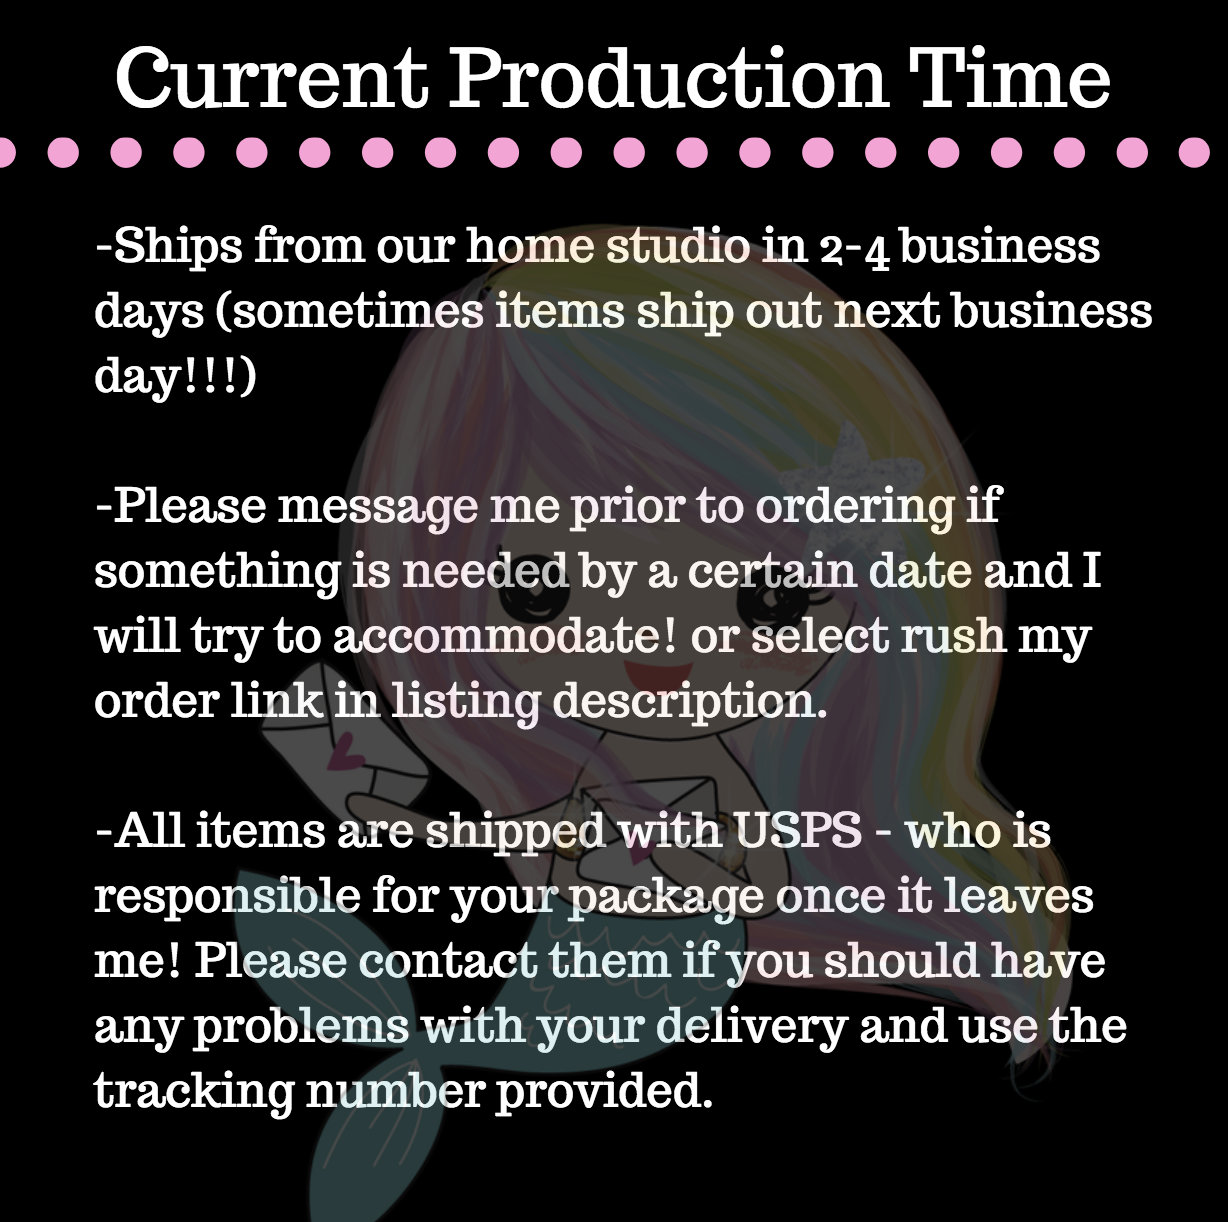 Current Production Time
-Ships from our home studio in 2-4 business
days (sometimes items ship out next business
day!!!)
-Please message me prior to ordering if
something is needed by a certain date and I
will try to accommodate! or select rush my
order link in listing description.
-All items are shipped with USPS - who is
responsible for your package once it leaves
me! Please contact them if you should have
any problems with your delivery and use the
tracking number provided.